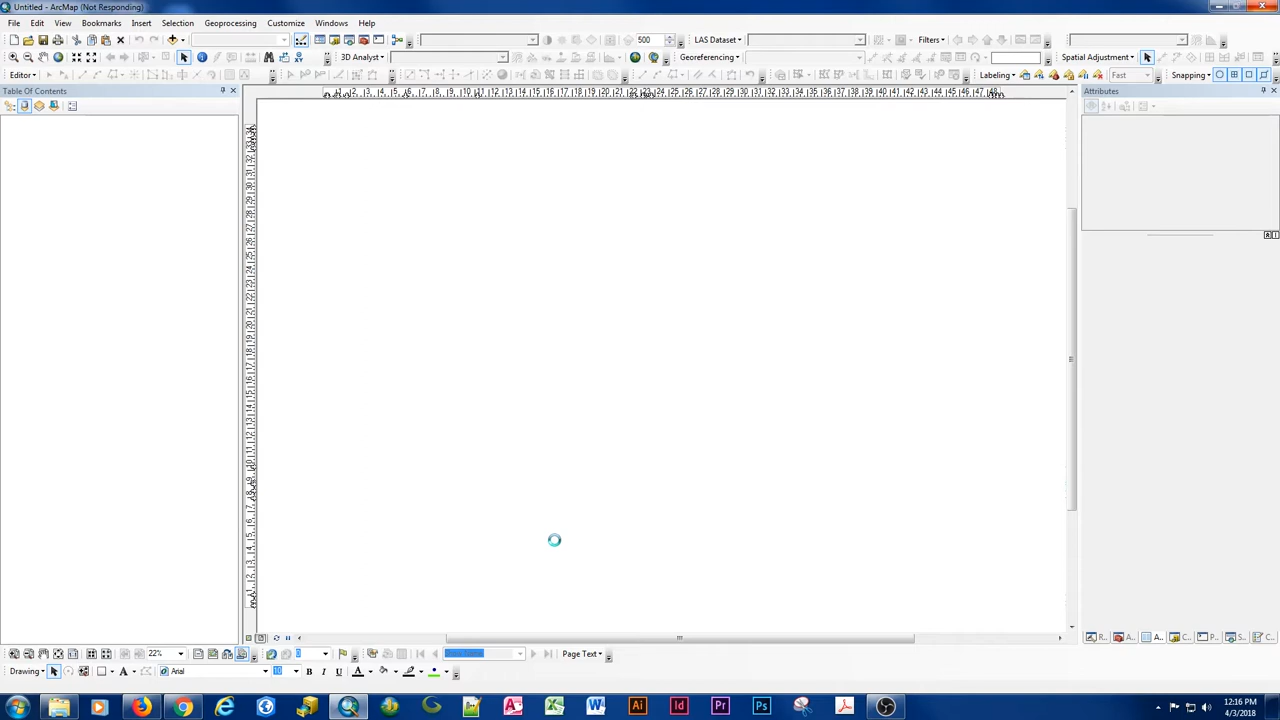 Untitled - ArcMap (Not Responding)
File Edit View Bookmarks Insert Selection Geoprocessing Customize Windows Help
500 LAS Dataset Filters
3D Analyst Georeferencing Spatial Adjustment
Editor Labeling Fast Snapping
Table Of Contents
Attributes
22% 0 Page Text
Drawing A Arial 10 B I U A
12:16 PM
4/3/2018